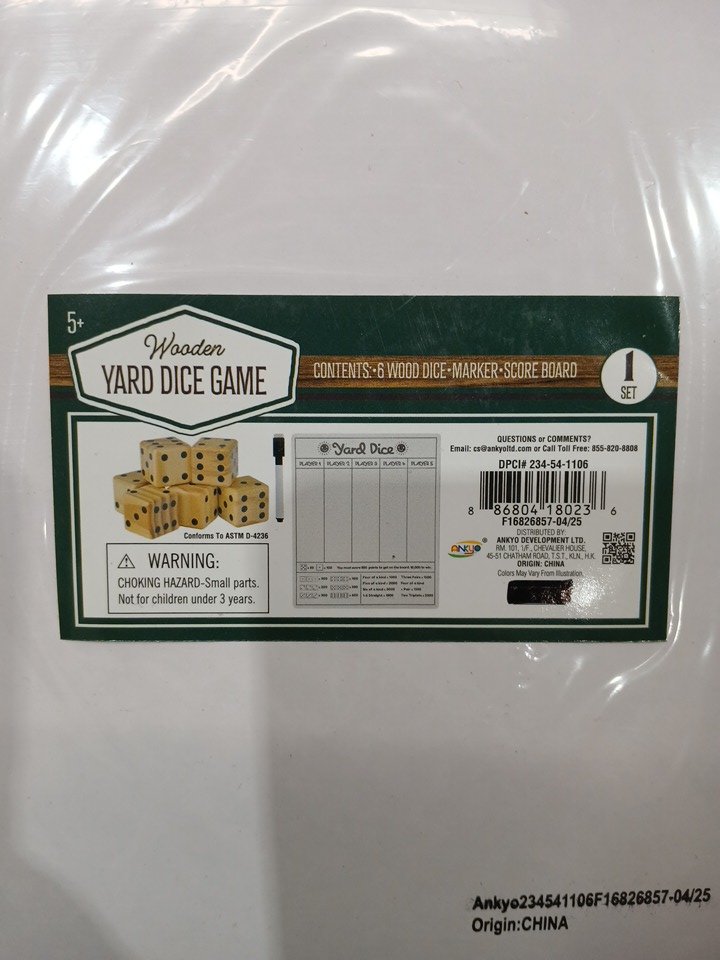 5+
Wooden
YARD DICE GAME
CONTENTS:•6 WOOD DICE•MARKER•SCORE BOARD
1
SET
Yard Dice
PLAYER 1 PLAYER 2 PLAYER 3 PLAYER 4 PLAYER 5
Conforms To ASTM D-4236
WARNING:
CHOKING HAZARD-Small parts.
Not for children under 3 years.
QUESTIONS or COMMENTS?
Email: cs@ankyoltd.com or Call Toll Free: 855-820-8808
DPCI# 234-54-1106
8 86804 18023 6
F16826857-04/25
ANKYO®
DISTRIBUTED BY:
ANKYO DEVELOPMENT LTD.
RM. 101, 1/F., CHEVALIER HOUSE,
45-51 CHATHAM ROAD, T.S.T., KLN., H.K.
ORIGIN: CHINA
Colors May Vary From Illustration.
Ankyo234541106F16826857-04/25
Origin:CHINA